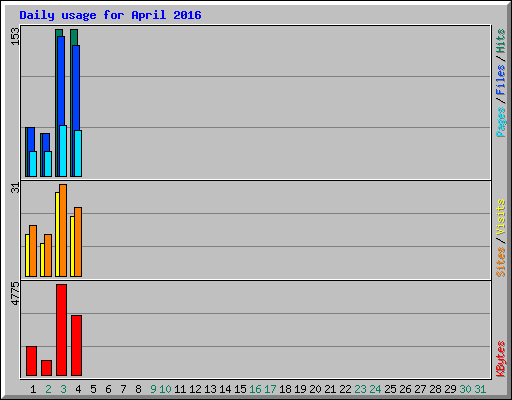 Daily usage for April 2016
153
Pages/Files/Hits
31
Sites/Visits
4775
KBytes
1 2 3 4 5 6 7 8 9 10 11 12 13 14 15 16 17 18 19 20 21 22 23 24 25 26 27 28 29 30 31